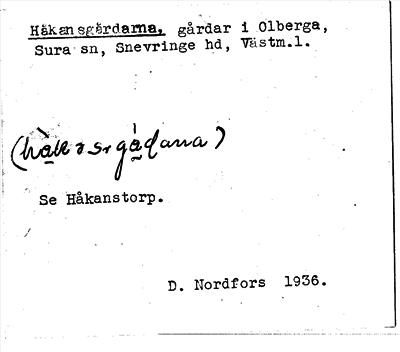 Håkansgårdarna, gårdar i Olberga,
Sura sn, Snevringe hd, Västm.l.
Se Håkanstorp.
D. Nordfors 1936.